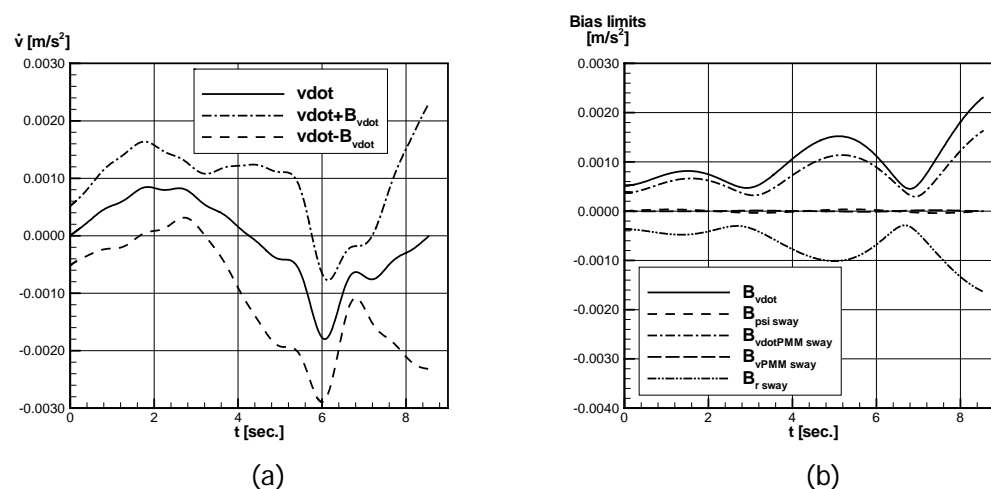 v̇ [m/s²]
0.0030
0.0020
0.0010
0.0000
-0.0010
-0.0020
-0.0030
vdot
vdot+B_vdot
vdot-B_vdot
0 2 4 6 8
t [sec.]
(a)
Bias limits
[m/s²]
0.0030
0.0020
0.0010
0.0000
-0.0010
-0.0020
-0.0030
-0.0040
B_vdot
B_psi sway
B_vdotPMM sway
B_vPMM sway
B_r sway
0 2 4 6 8
t [sec.]
(b)